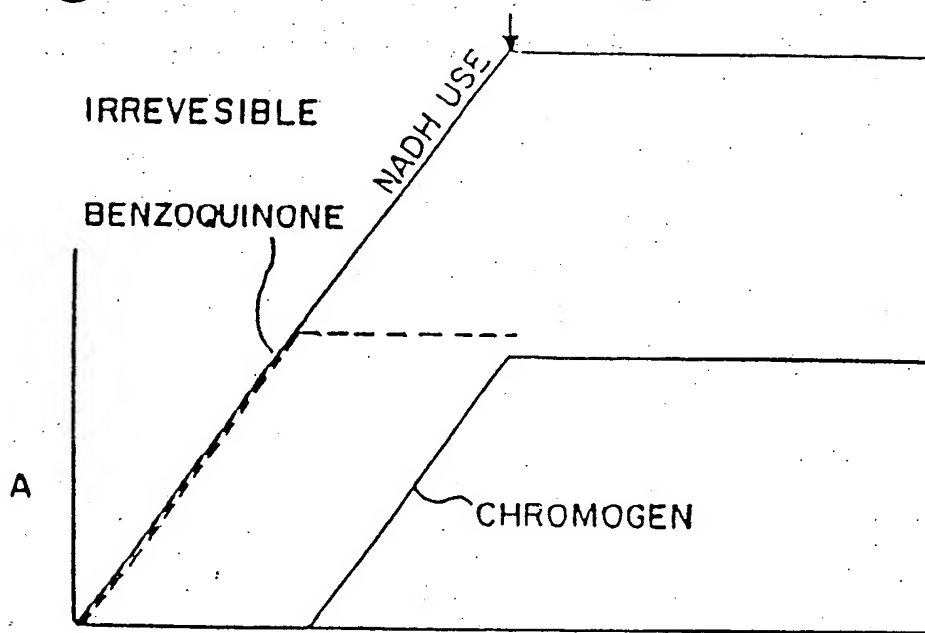 IRREVESIBLE
NADH USE
BENZOQUINONE
A
CHROMOGEN